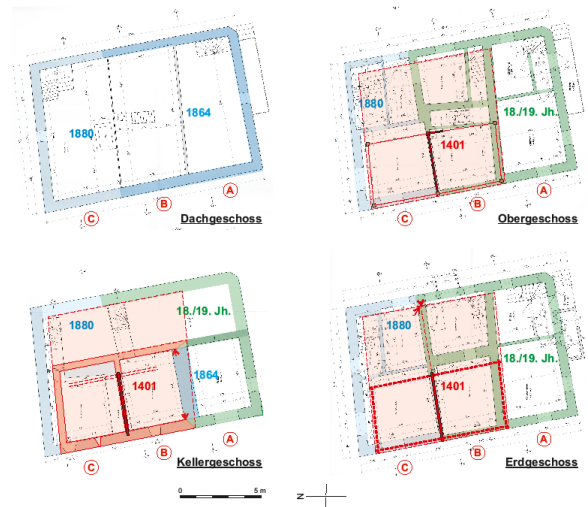 1864
1880
C
B
A
Dachgeschoss
1880
18./19. Jh.
1401
C
B
A
Obergeschoss
1880
18./19. Jh.
1864
1401
C
B
A
Kellergeschoss
1880
18./19. Jh.
1401
C
B
A
Erdgeschoss
0 5 m
N